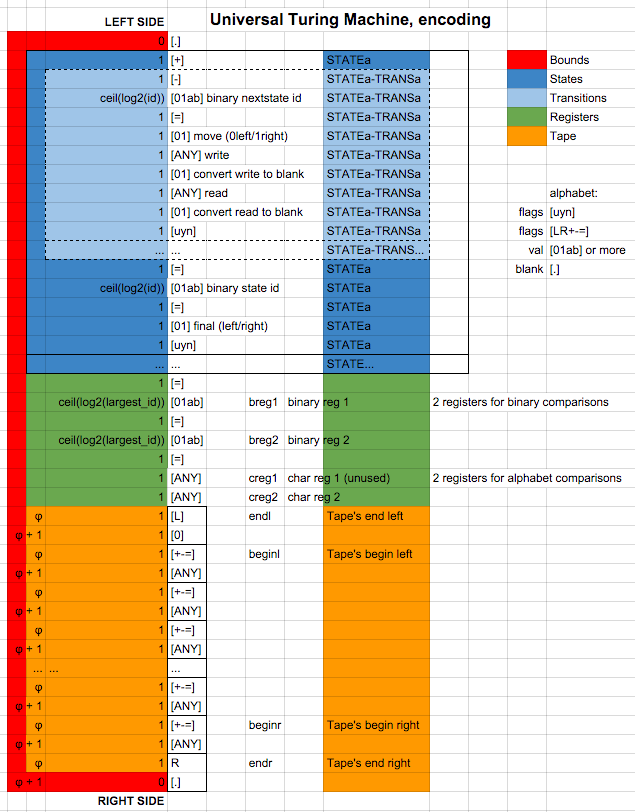 LEFT SIDE Universal Turing Machine, encoding
0 [.]
1 [+] STATEa Bounds
1 [-] STATEa-TRANSa States
ceil(log2(id)) [01ab] binary nextstate id STATEa-TRANSa Transitions
1 [=] STATEa-TRANSa Registers
1 [01] move (0left/1right) STATEa-TRANSa Tape
1 [ANY] write STATEa-TRANSa
1 [01] convert write to blank STATEa-TRANSa
1 [ANY] read STATEa-TRANSa alphabet:
1 [01] convert read to blank STATEa-TRANSa flags [uyn]
1 [uyn] STATEa-TRANSa flags [LR+-=]
... ... STATEa-TRANS... val [01ab] or more
1 [=] STATEa blank [.]
ceil(log2(id)) [01ab] binary state id STATEa
1 [=] STATEa
1 [01] final (left/right) STATEa
1 [uyn] STATEa
... ... STATE...
1 [=]
ceil(log2(largest_id)) [01ab] breg1 binary reg 1 2 registers for binary comparisons
1 [=]
ceil(log2(largest_id)) [01ab] breg2 binary reg 2
1 [=]
1 [ANY] creg1 char reg 1 (unused) 2 registers for alphabet comparisons
1 [ANY] creg2 char reg 2
φ 1 [L] endl Tape's end left
φ + 1 1 [0]
φ 1 [+-=] beginl Tape's begin left
φ + 1 1 [ANY]
φ 1 [+-=]
φ + 1 1 [ANY]
φ 1 [+-=]
φ + 1 1 [ANY]
... ... ...
φ 1 [+-=]
φ + 1 1 [ANY]
φ 1 [+-=] beginr Tape's begin right
φ + 1 1 [ANY]
φ 1 R endr Tape's end right
φ + 1 0 [.]
RIGHT SIDE